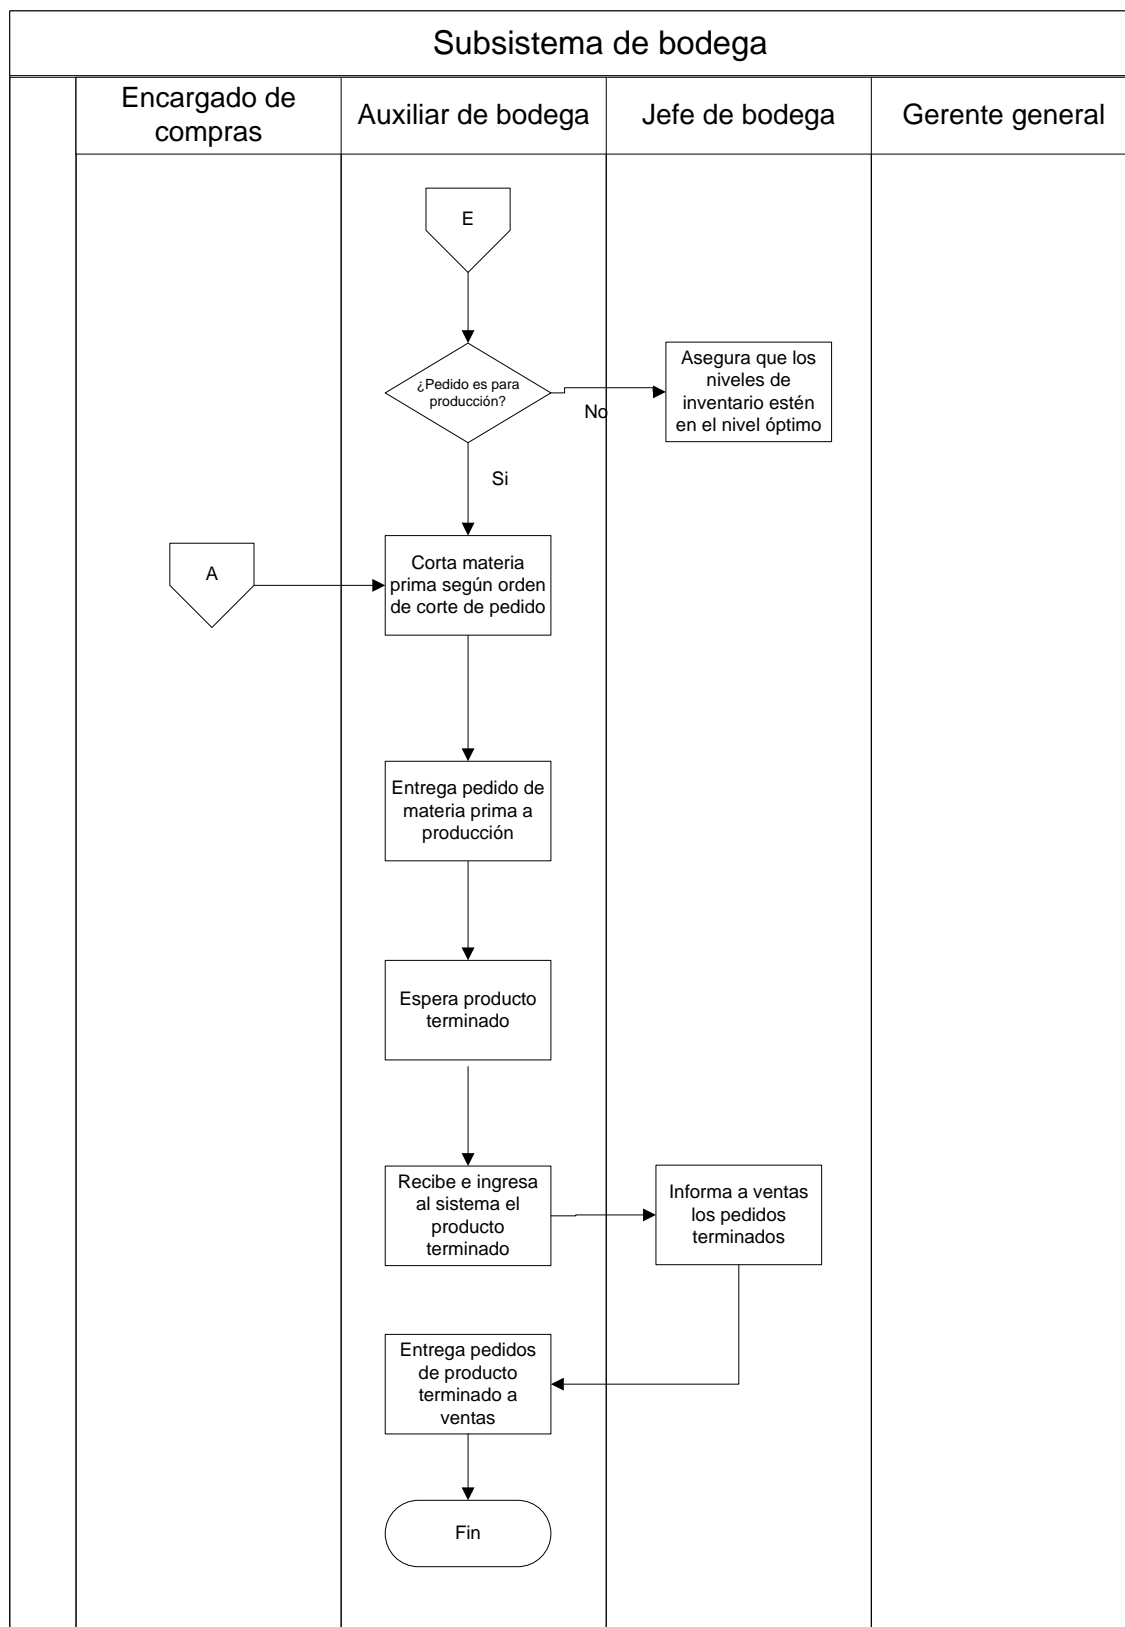 Subsistema de bodega
Encargado de
compras
Auxiliar de bodega
Jefe de bodega
Gerente general
E
¿Pedido es para
producción?
No
Asegura que los
niveles de
inventario estén
en el nivel óptimo
Si
A
Corta materia
prima según orden
de corte de pedido
Entrega pedido de
materia prima a
producción
Espera producto
terminado
Recibe e ingresa
al sistema el
producto
terminado
Informa a ventas
los pedidos
terminados
Entrega pedidos
de producto
terminado a
ventas
Fin